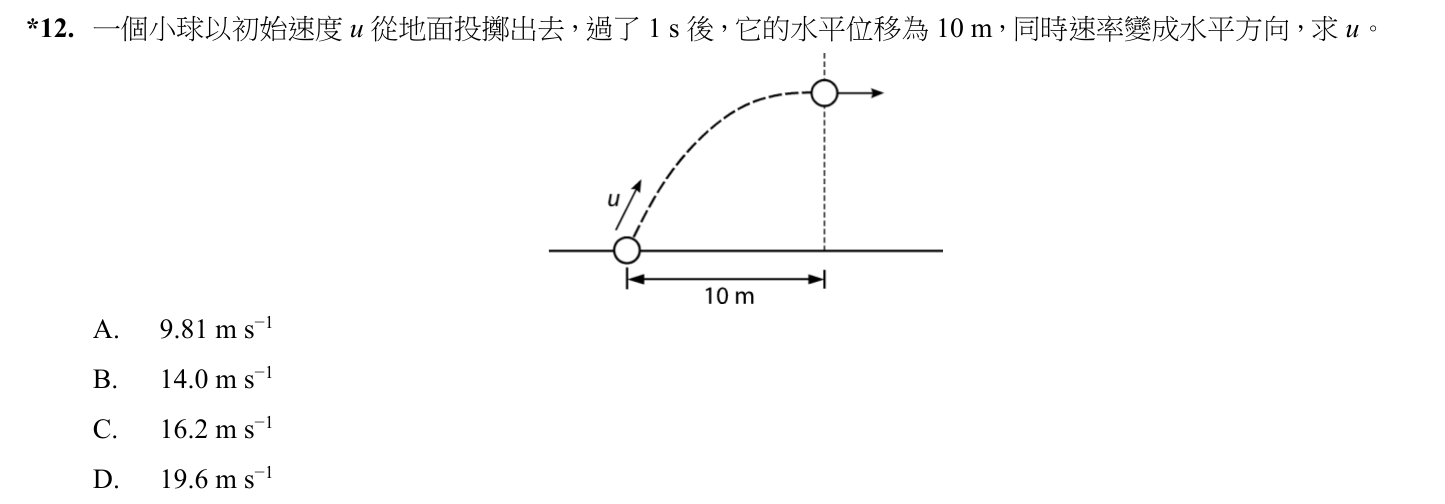 *12. 一個小球以初始速度 u 從地面投擲出去，過了 1 s 後，它的水平位移為 10 m，同時速率變成水平方向，求 u。
u
10 m
A. 9.81 m s⁻¹
B. 14.0 m s⁻¹
C. 16.2 m s⁻¹
D. 19.6 m s⁻¹